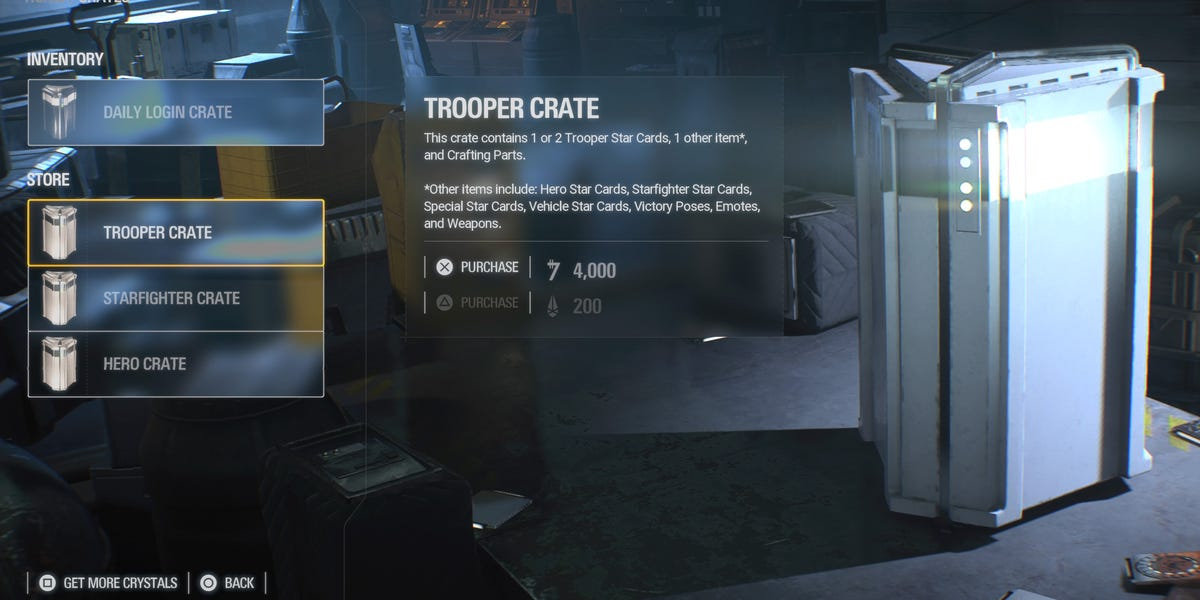 INVENTORY
DAILY LOGIN CRATE
STORE
TROOPER CRATE
STARFIGHTER CRATE
HERO CRATE
TROOPER CRATE
This crate contains 1 or 2 Trooper Star Cards, 1 other item*,
and Crafting Parts.
*Other items include: Hero Star Cards, Starfighter Star Cards,
Special Star Cards, Vehicle Star Cards, Victory Poses, Emotes,
and Weapons.
PURCHASE 4,000
PURCHASE 200
GET MORE CRYSTALS BACK